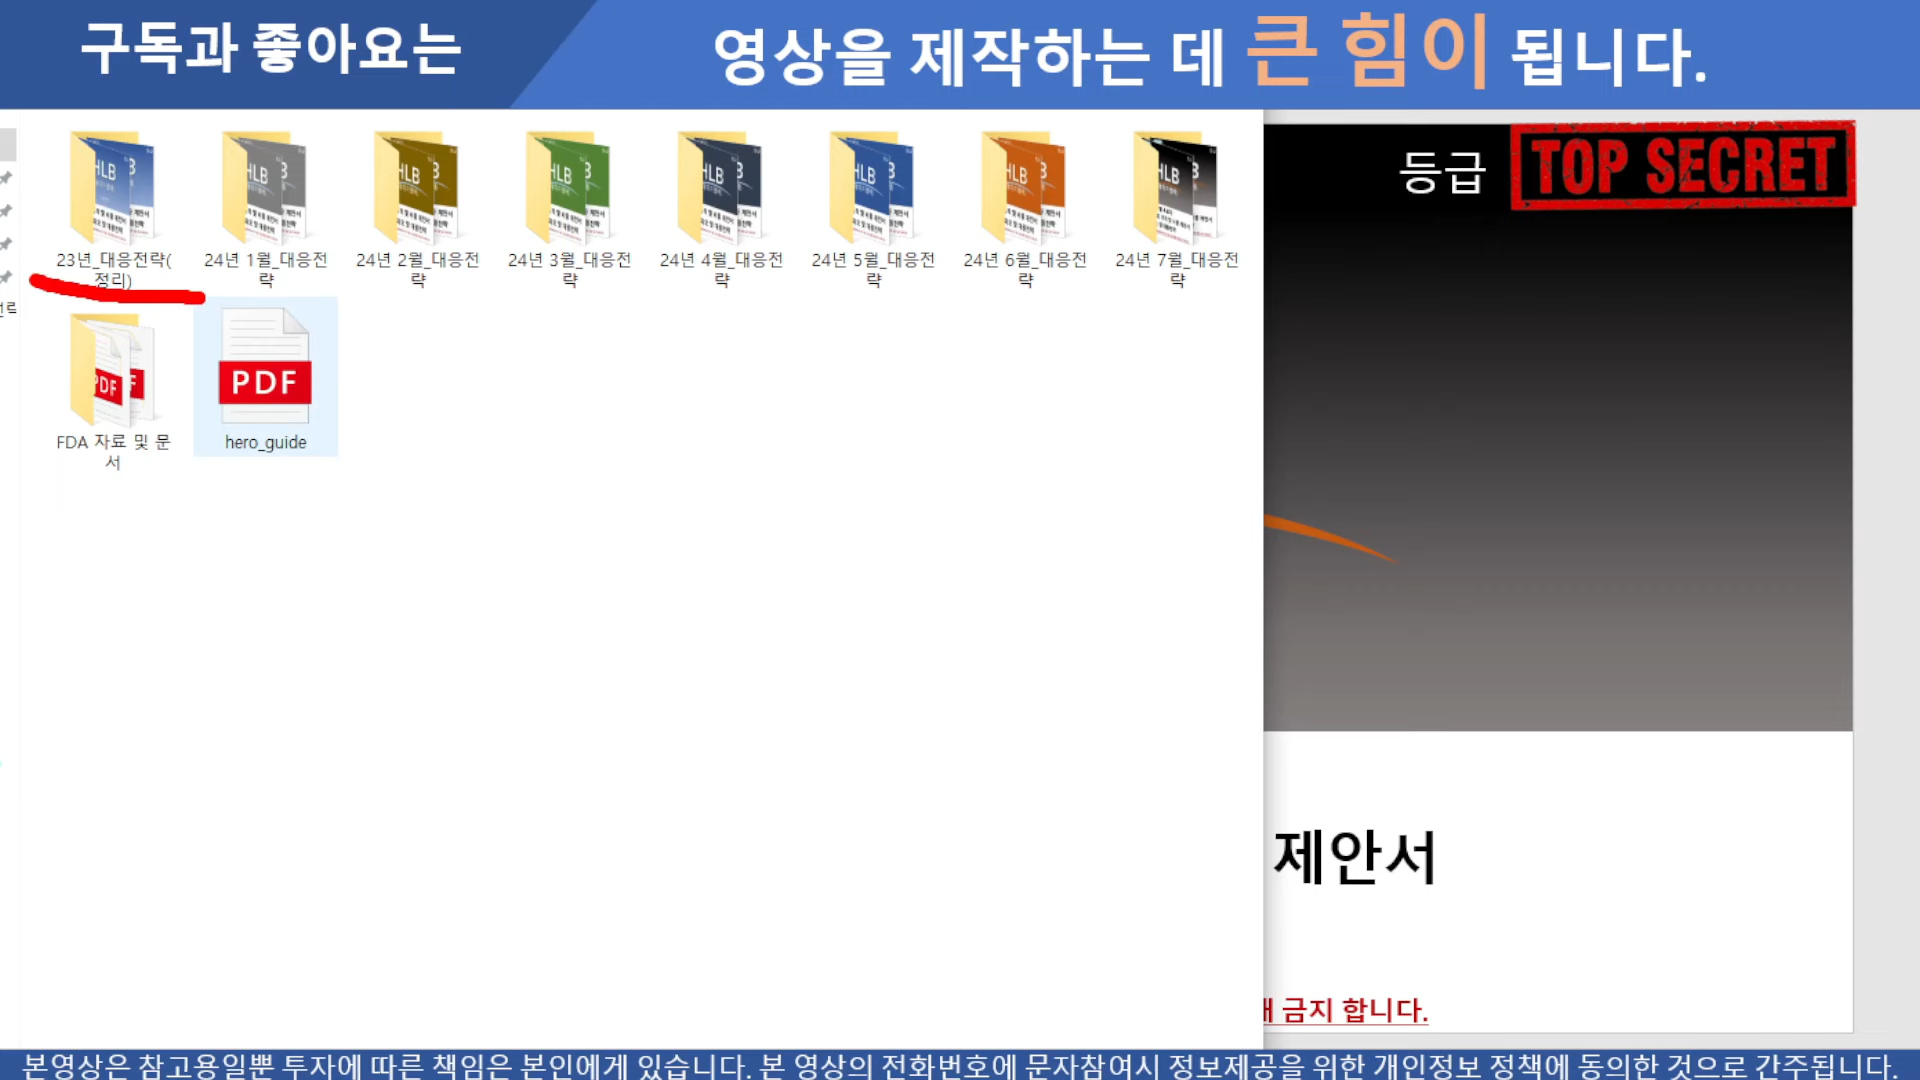 구독과 좋아요는
영상을 제작하는 데 큰 힘이 됩니다.
등급 TOP SECRET
23년_대응전략(
정리)
24년 1월_대응전
략
24년 2월_대응전
략
24년 3월_대응전
략
24년 4월_대응전
략
24년 5월_대응전
략
24년 6월_대응전
략
24년 7월_대응전
략
HLB
HLB
HLB
HLB
HLB
HLB
HLB
HLB
PDF
PDF
FDA 자료 및 문
서
hero_guide
제안서
금지 합니다.
본영상은 참고용일뿐 투자에 따른 책임은 본인에게 있습니다. 본 영상의 전화번호에 문자참여시 정보제공을 위한 개인정보 정책에 동의한 것으로 간주됩니다.